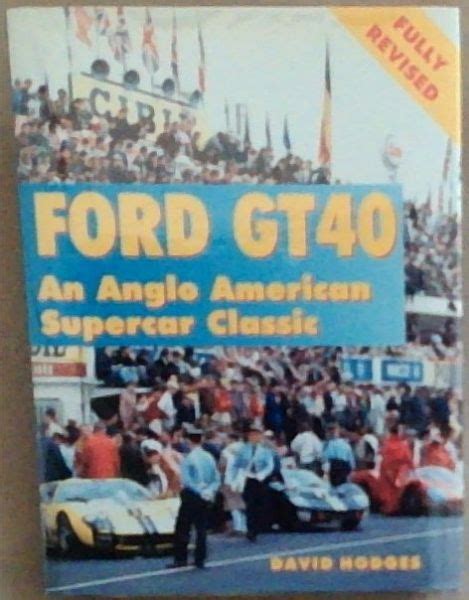 FULLY
REVISED
FORD GT40
An Anglo American
Supercar Classic
DAVID HODGES